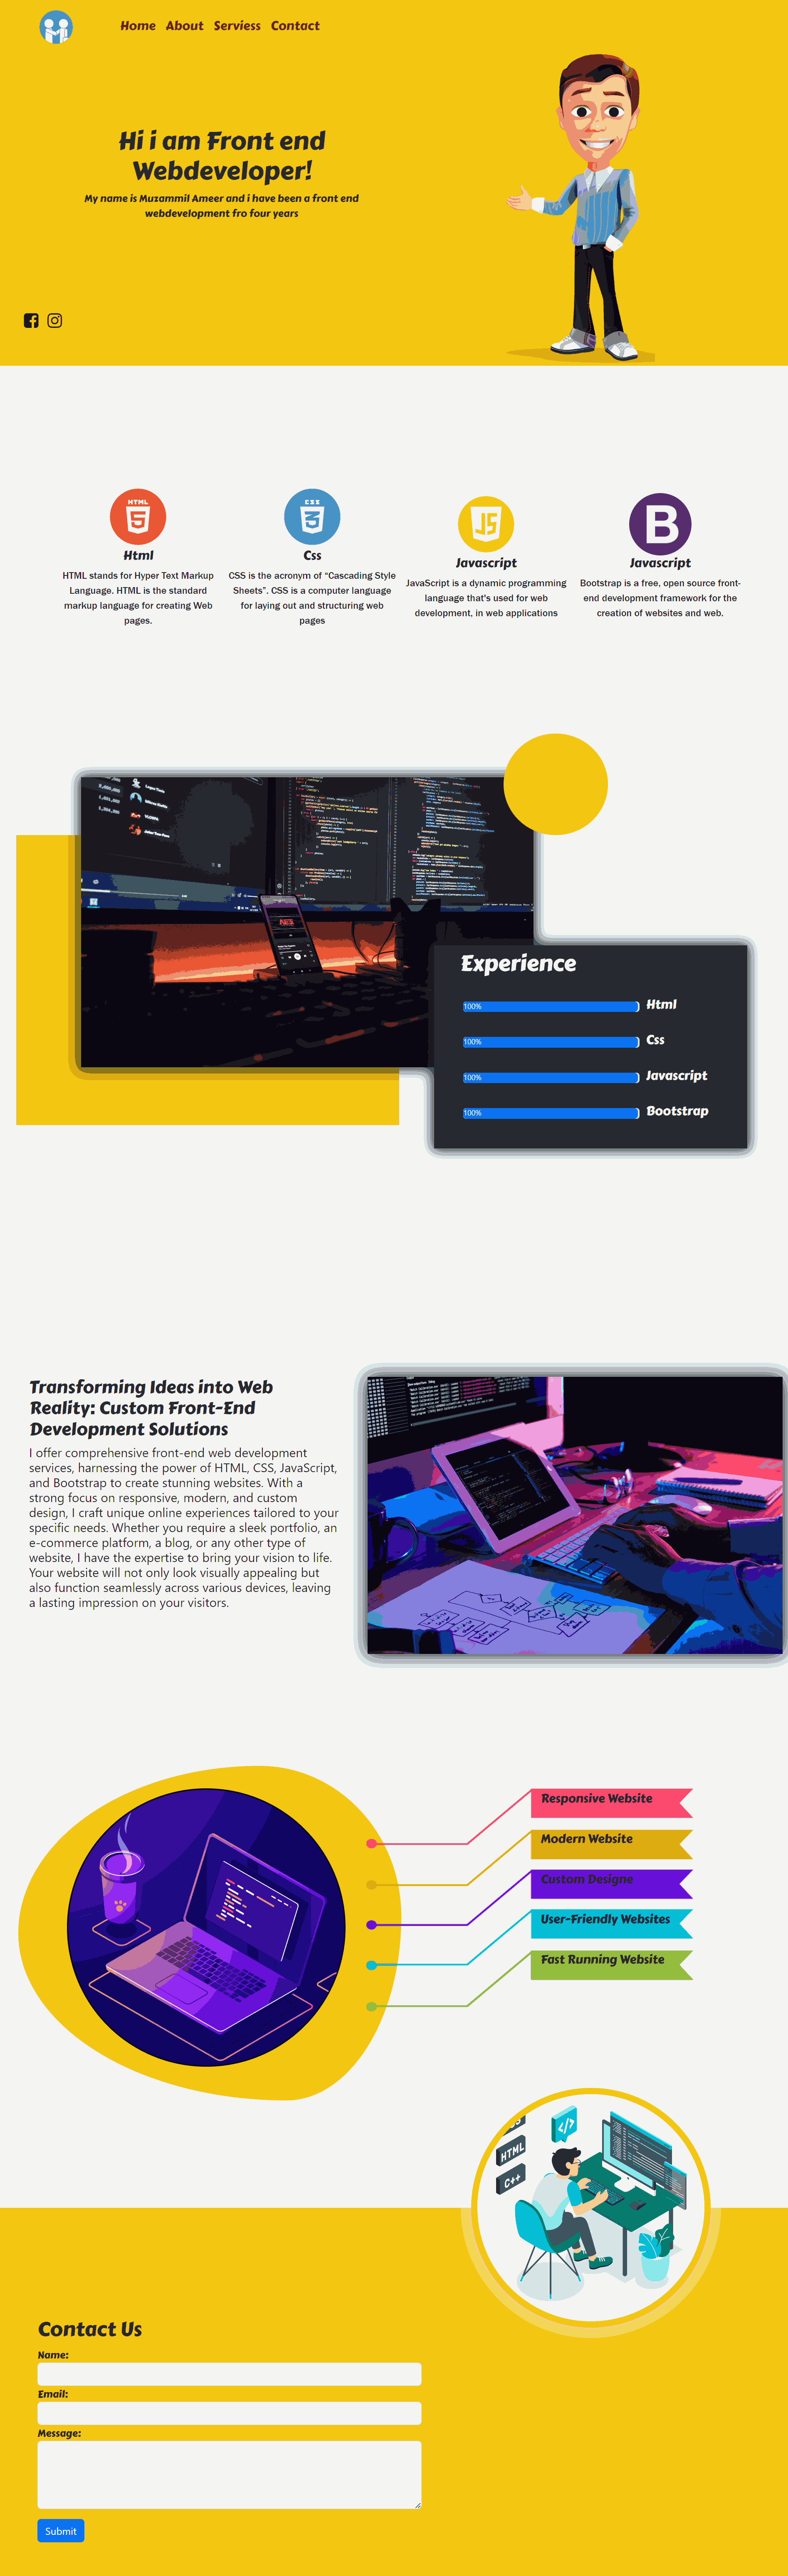 Home About Serviess Contact
Hi i am Front end
Webdeveloper!
My name is Muzammil Ameer and i have been a front end
webdevelopment fro four years
HTML
5
Html
HTML stands for Hyper Text Markup
Language. HTML is the standard
markup language for creating Web
pages.
CSS
3
Css
CSS is the acronym of “Cascading Style
Sheets”. CSS is a computer language
for laying out and structuring web
pages
JS
Javascript
JavaScript is a dynamic programming
language that's used for web
development, in web applications
B
Javascript
Bootstrap is a free, open source front-
end development framework for the
creation of websites and web.
Experience
100% Html
100% Css
100% Javascript
100% Bootstrap
Transforming Ideas into Web
Reality: Custom Front-End
Development Solutions
I offer comprehensive front-end web development
services, harnessing the power of HTML, CSS, JavaScript,
and Bootstrap to create stunning websites. With a
strong focus on responsive, modern, and custom
design, I craft unique online experiences tailored to your
specific needs. Whether you require a sleek portfolio, an
e-commerce platform, a blog, or any other type of
website, I have the expertise to bring your vision to life.
Your website will not only look visually appealing but
also function seamlessly across various devices, leaving
a lasting impression on your visitors.
Responsive Website
Modern Website
Custom Designe
User-Friendly Websites
Fast Running Website
</>
HTML
C++
Contact Us
Name:
Email:
Message:
Submit